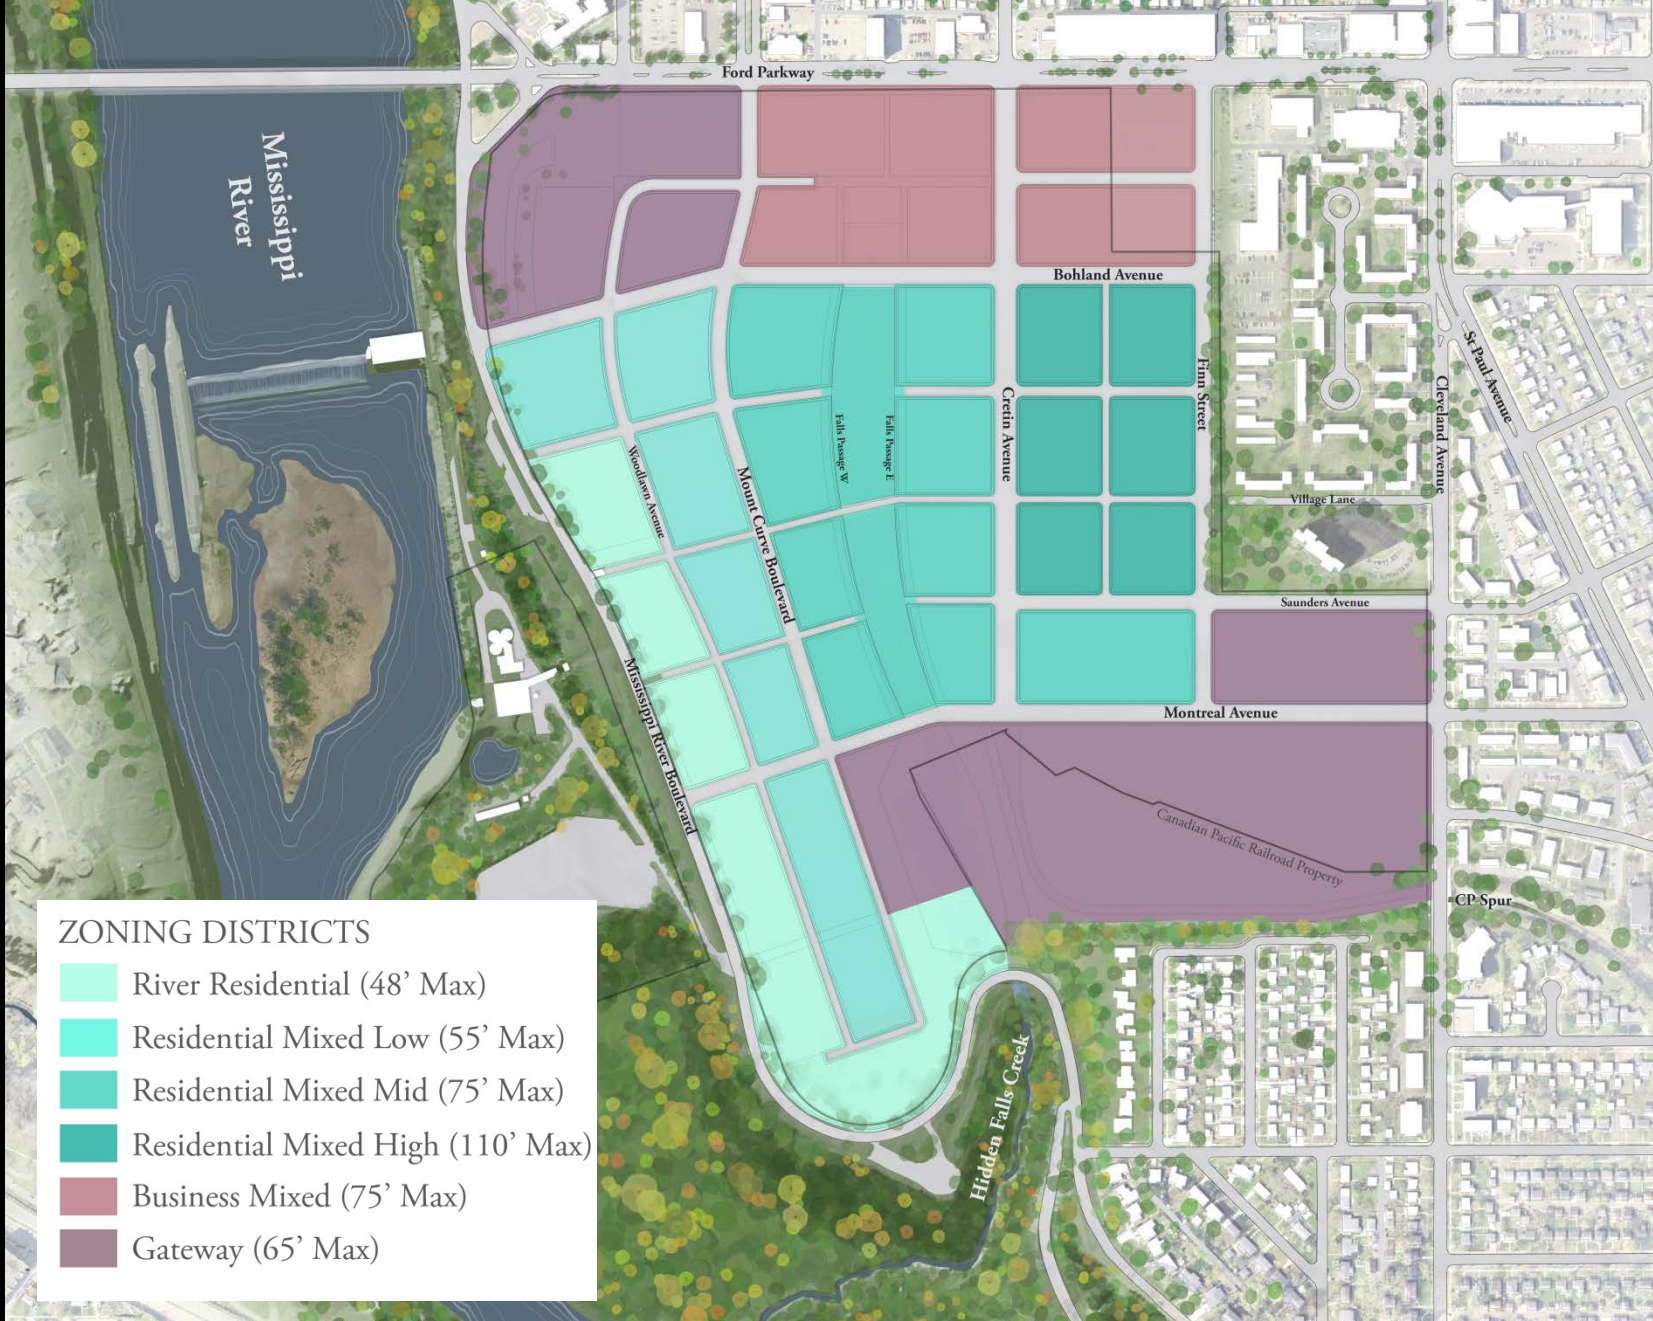 Ford Parkway
Mississippi
River
Bohland Avenue
St Paul Avenue
Finn Street
Cleveland Avenue
Cretin Avenue
Falls Passage W
Falls Passage E
Woodlawn Avenue
Mount Curve Boulevard
Village Lane
Saunders Avenue
Mississippi River Boulevard
Montreal Avenue
Canadian Pacific Railroad Property
CP Spur
Hidden Falls Creek
ZONING DISTRICTS
River Residential (48’ Max)
Residential Mixed Low (55’ Max)
Residential Mixed Mid (75’ Max)
Residential Mixed High (110’ Max)
Business Mixed (75’ Max)
Gateway (65’ Max)